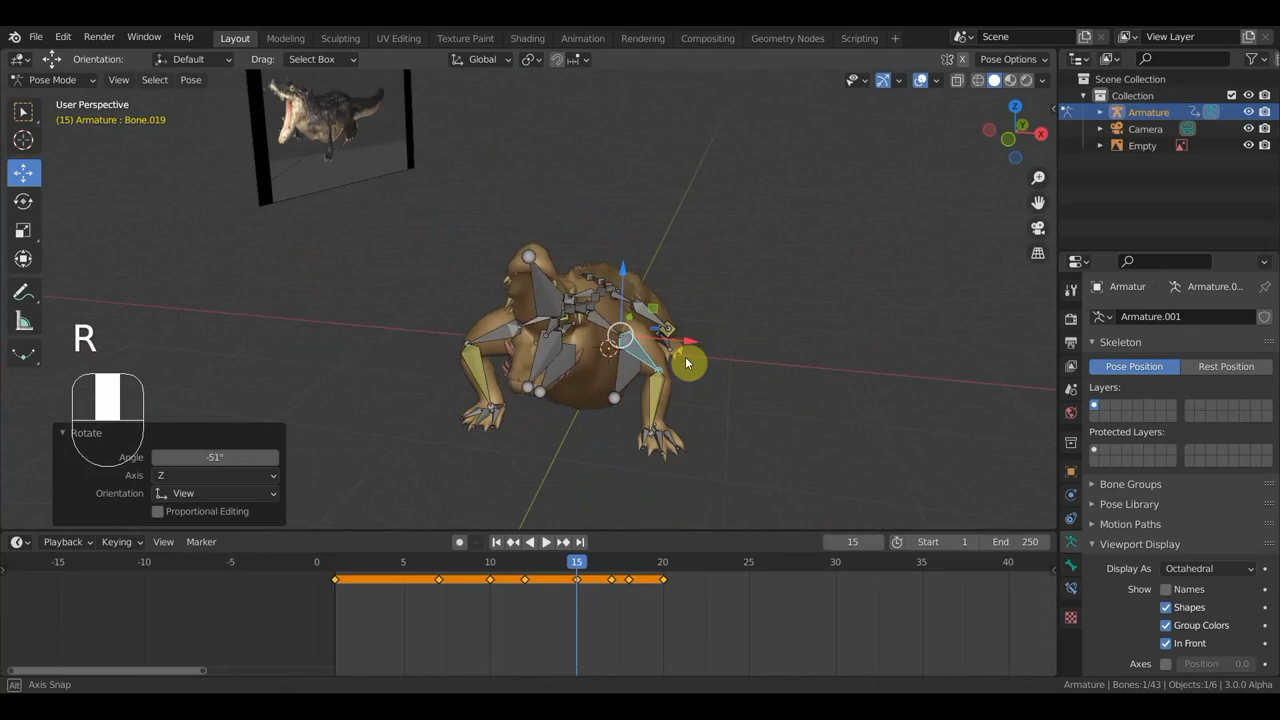 File Edit Render Window Help Layout Modeling Sculpting UV Editing Texture Paint Shading Animation Rendering Compositing Geometry Nodes Scripting + Scene View Layer
Orientation: Default Drag: Select Box Global Pose Options
Pose Mode View Select Pose
Scene Collection
Collection
Armature
Camera
Empty
User Perspective
(15) Armature : Bone.019
Z
Y
X
R
Rotate
Angle -51°
Axis Z
Orientation View
Proportional Editing
Armatur Armature.0...
Armature.001
Skeleton
Pose Position Rest Position
Layers:
Protected Layers:
Bone Groups
Pose Library
Motion Paths
Viewport Display
Display As Octahedral
Show Names
Shapes
Group Colors
In Front
Axes Position 0.0
Playback Keying View Marker 15 Start 1 End 250
-15 -10 -5 0 5 10 15 20 25 30 35 40
Alt Axis Snap Armature | Bones:1/43 | Objects:1/6 | 3.0.0 Alpha